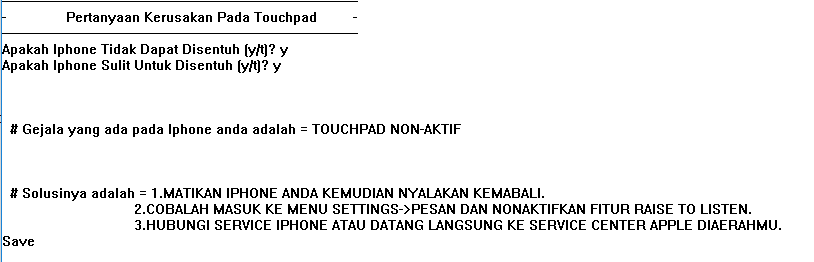 - Pertanyaan Kerusakan Pada Touchpad -
Apakah Iphone Tidak Dapat Disentuh (y/t)? y
Apakah Iphone Sulit Untuk Disentuh (y/t)? y
# Gejala yang ada pada Iphone anda adalah = TOUCHPAD NON-AKTIF
# Solusinya adalah = 1.MATIKAN IPHONE ANDA KEMUDIAN NYALAKAN KEMABALI.
2.COBALAH MASUK KE MENU SETTINGS->PESAN DAN NONAKTIFKAN FITUR RAISE TO LISTEN.
3.HUBUNGI SERVICE IPHONE ATAU DATANG LANGSUNG KE SERVICE CENTER APPLE DIAERAHMU.
Save